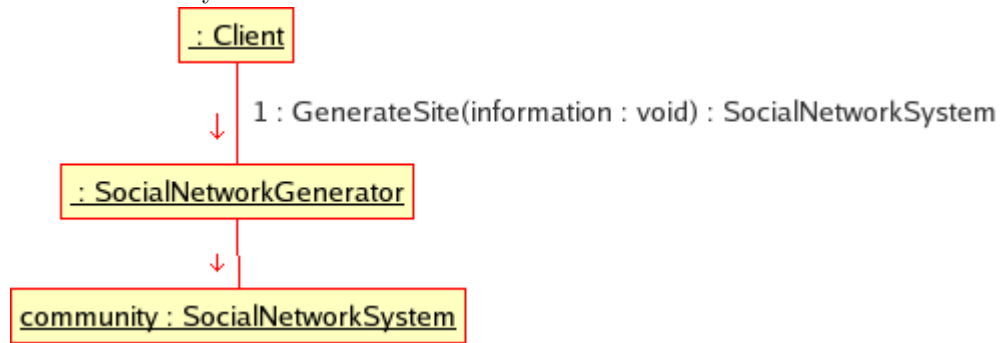 : Client
1 : GenerateSite(information : void) : SocialNetworkSystem
: SocialNetworkGenerator
community : SocialNetworkSystem